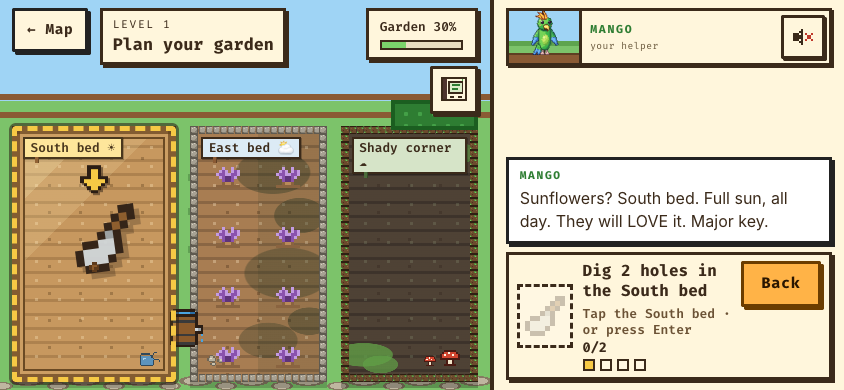 ← Map
LEVEL 1
Plan your garden
Garden 30%
South bed ☀
East bed ⛅
Shady corner
☁
MANGO
your helper
MANGO
Sunflowers? South bed. Full sun, all
day. They will LOVE it. Major key.
Dig 2 holes in
the South bed
Tap the South bed ·
or press Enter
0/2
Back